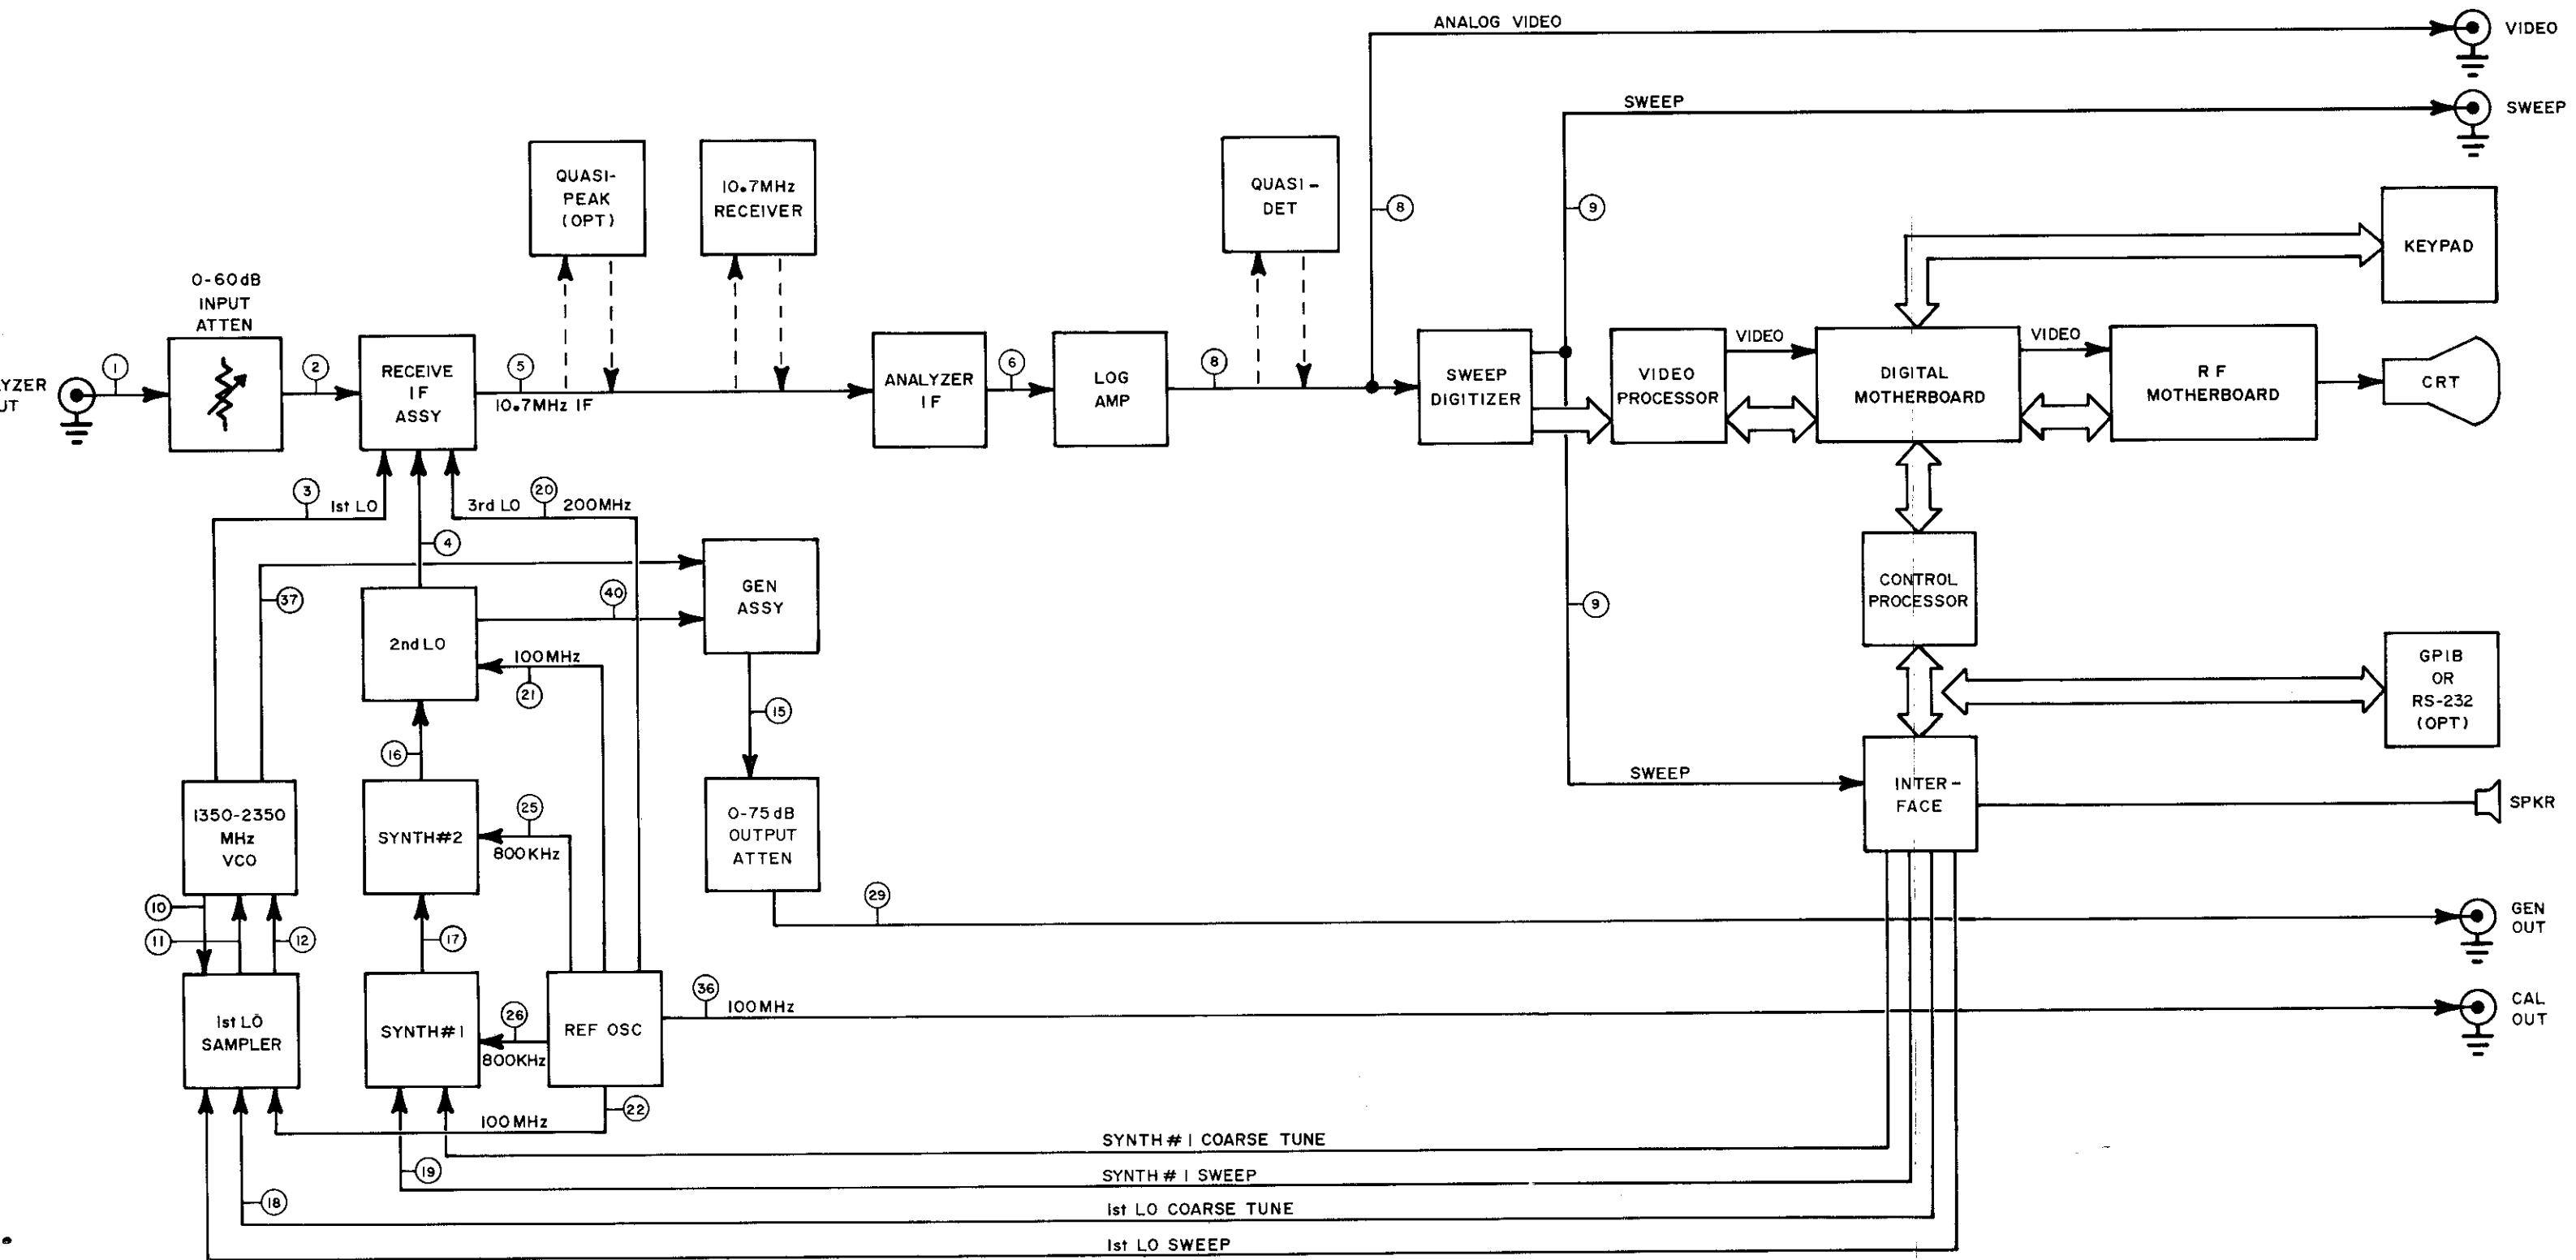 ANALOG VIDEO
VIDEO
SWEEP
SWEEP
QUASI-
PEAK
(OPT)
10.7MHz
RECEIVER
QUASI-
DET
8
9
KEYPAD
0-60dB
INPUT
ATTEN
YZER
UT
1
2
RECEIVE
IF
ASSY
5
10.7MHz IF
ANALYZER
IF
6
LOG
AMP
8
SWEEP
DIGITIZER
VIDEO
PROCESSOR
VIDEO
DIGITAL
MOTHERBOARD
VIDEO
RF
MOTHERBOARD
CRT
3
1st LO
3rd LO
20
200MHz
4
37
40
GEN
ASSY
2nd LO
100MHz
21
15
16
9
CONTROL
PROCESSOR
GPIB
OR
RS-232
(OPT)
SWEEP
INTER-
FACE
SPKR
1350-2350
MHz
VCO
SYNTH#2
25
800KHz
0-75dB
OUTPUT
ATTEN
29
GEN
OUT
10
11
12
17
1st LO
SAMPLER
SYNTH#1
26
800KHz
REF OSC
36
100MHz
CAL
OUT
22
100MHz
SYNTH#1 COARSE TUNE
19
SYNTH#1 SWEEP
18
1st LO COARSE TUNE
1st LO SWEEP